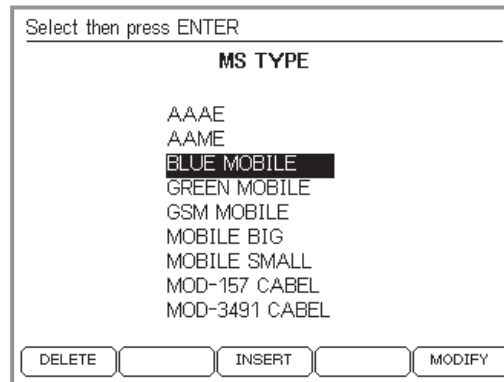 Select then press ENTER
MS TYPE
AAAE
AAME
BLUE MOBILE
GREEN MOBILE
GSM MOBILE
MOBILE BIG
MOBILE SMALL
MOD-157 CABEL
MOD-3491 CABEL
DELETE INSERT MODIFY